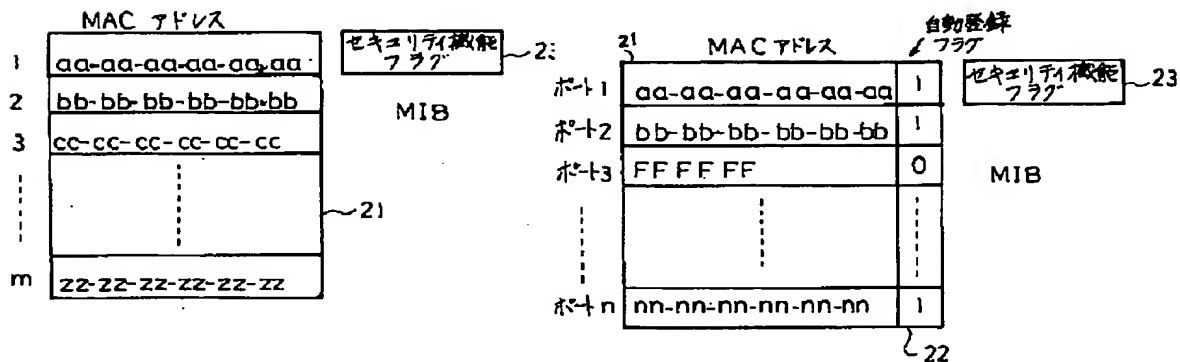 MAC アドレス
セキュリティ機能
フラグ
23
1 aa-aa-aa-aa-aa-aa
2 bb-bb-bb-bb-bb-bb
3 cc-cc-cc-cc-cc-cc
m zz-zz-zz-zz-zz-zz
MIB
21
21
MAC アドレス
自動登録
フラグ
セキュリティ機能
フラグ
23
ポート1 aa-aa-aa-aa-aa-aa 1
ポート2 bb-bb-bb-bb-bb-bb 1
ポート3 FF FF FF 0
ポートn nn-nn-nn-nn-nn-nn 1
MIB
22